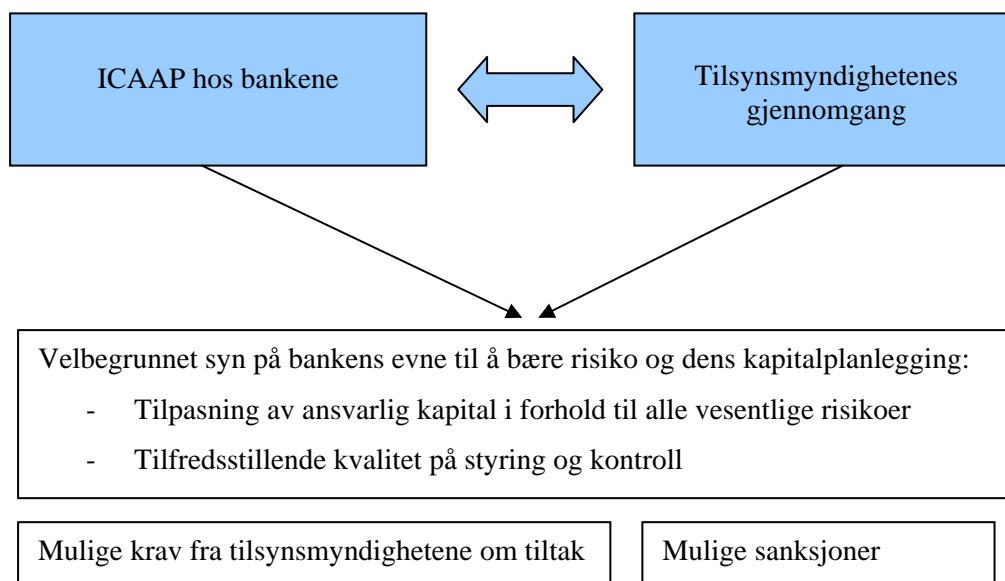 ICAAP hos bankene
Tilsynsmyndighetenes
gjennomgang
Velbegrunnet syn på bankens evne til å bære risiko og dens kapitalplanlegging:
- Tilpasning av ansvarlig kapital i forhold til alle vesentlige risikoer
- Tilfredsstillende kvalitet på styring og kontroll
Mulige krav fra tilsynsmyndighetene om tiltak
Mulige sanksjoner